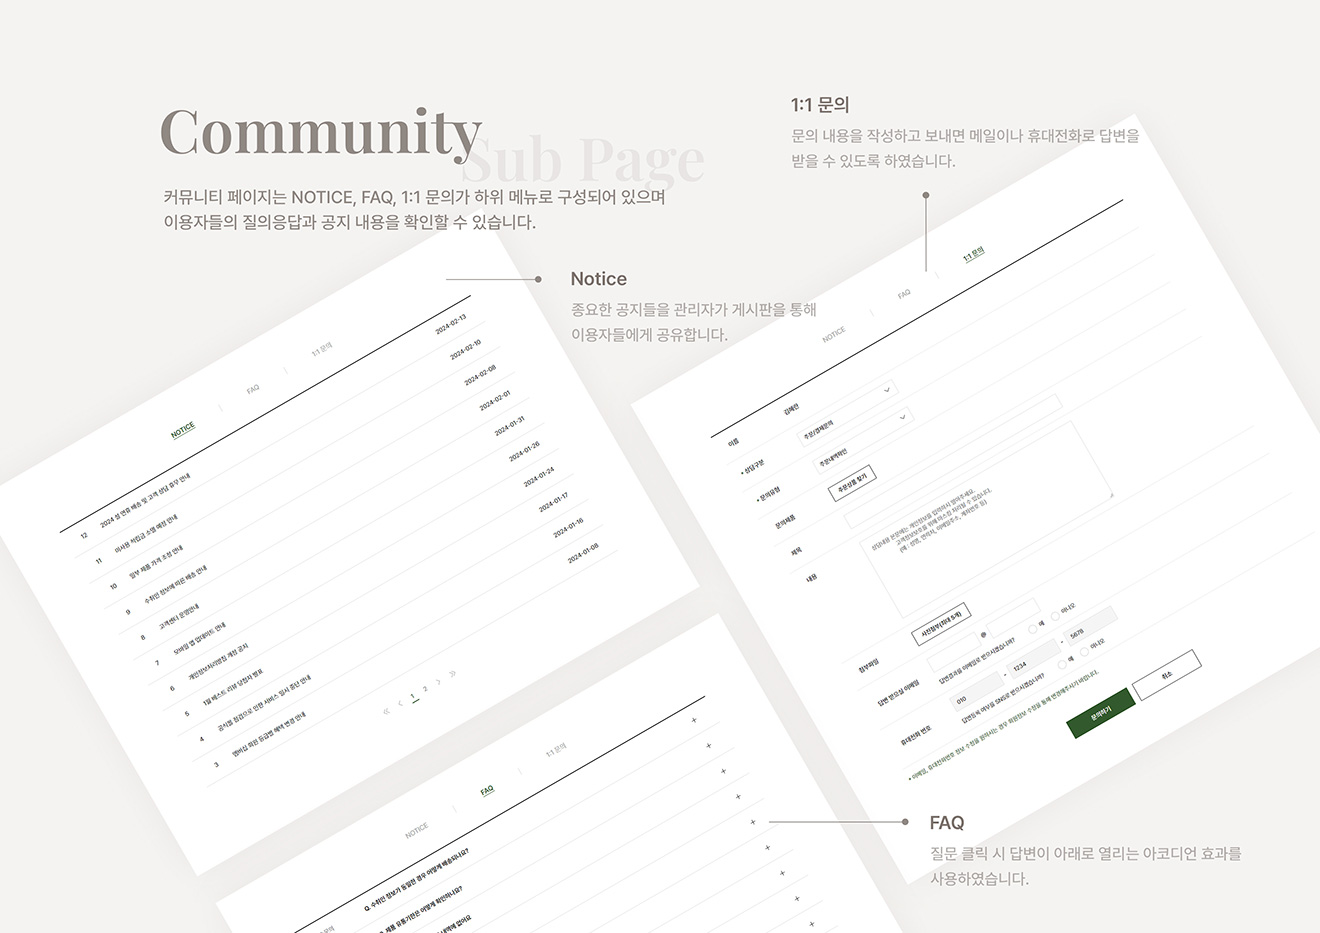 Community
Sub Page
커뮤니티 페이지는 NOTICE, FAQ, 1:1 문의가 하위 메뉴로 구성되어 있으며
이용자들의 질의응답과 공지 내용을 확인할 수 있습니다.
1:1 문의
문의 내용을 작성하고 보내면 메일이나 휴대전화로 답변을
받을 수 있도록 하였습니다.
Notice
종요한 공지들을 관리자가 게시판을 통해
이용자들에게 공유합니다.
NOTICE
FAQ
1:1 문의
12 2024 설 연휴 배송 및 고객 상담 휴무 안내 2024-02-13
11 미사용 적립금 소멸 예정 안내 2024-02-10
10 일부 제품 가격 조정 안내 2024-02-08
9 수취인 정보에 따른 배송 안내 2024-02-01
8 고객센터 운영안내 2024-01-31
7 모바일 앱 업데이트 안내 2024-01-26
6 개인정보처리방침 개정 공지 2024-01-24
5 1월 베스트 리뷰 당첨자 발표 2024-01-17
4 공식몰 점검으로 인한 서비스 일시 중단 안내 2024-01-16
3 멤버십 회원 등급별 혜택 변경 안내 2024-01-08
1 2
NOTICE
FAQ
1:1 문의
이름
* 상담구분 주문/결제문의
* 문의유형 주문내역확인
문의제품 주문상품 찾기
제목
내용
상담내용 본문에는 개인정보를 입력하지 말아주세요.
고객정보보호를 위해 마스킹 처리될 수 있습니다.
(예 : 성명, 연락처, 이메일주소, 계좌번호 등)
첨부파일 사진첨부(최대 5개)
답변 받으실 이메일 @
답변결과를 이메일로 받으시겠습니까? 예 아니오
휴대전화 번호 010 - 1234 - 5678
답변등록 여부를 SNS로 받으시겠습니까? 예 아니오
* 이메일, 휴대전화번호 정보 수정을 원하시는 경우 회원정보 수정을 통해 변경해주시기 바랍니다.
문의하기
취소
NOTICE
FAQ
1:1 문의
Q. 수취인 정보가 동일한 경우 어떻게 배송되나요?
제품 유통기한은 어떻게 확인하나요?
FAQ
질문 클릭 시 답변이 아래로 열리는 아코디언 효과를
사용하였습니다.